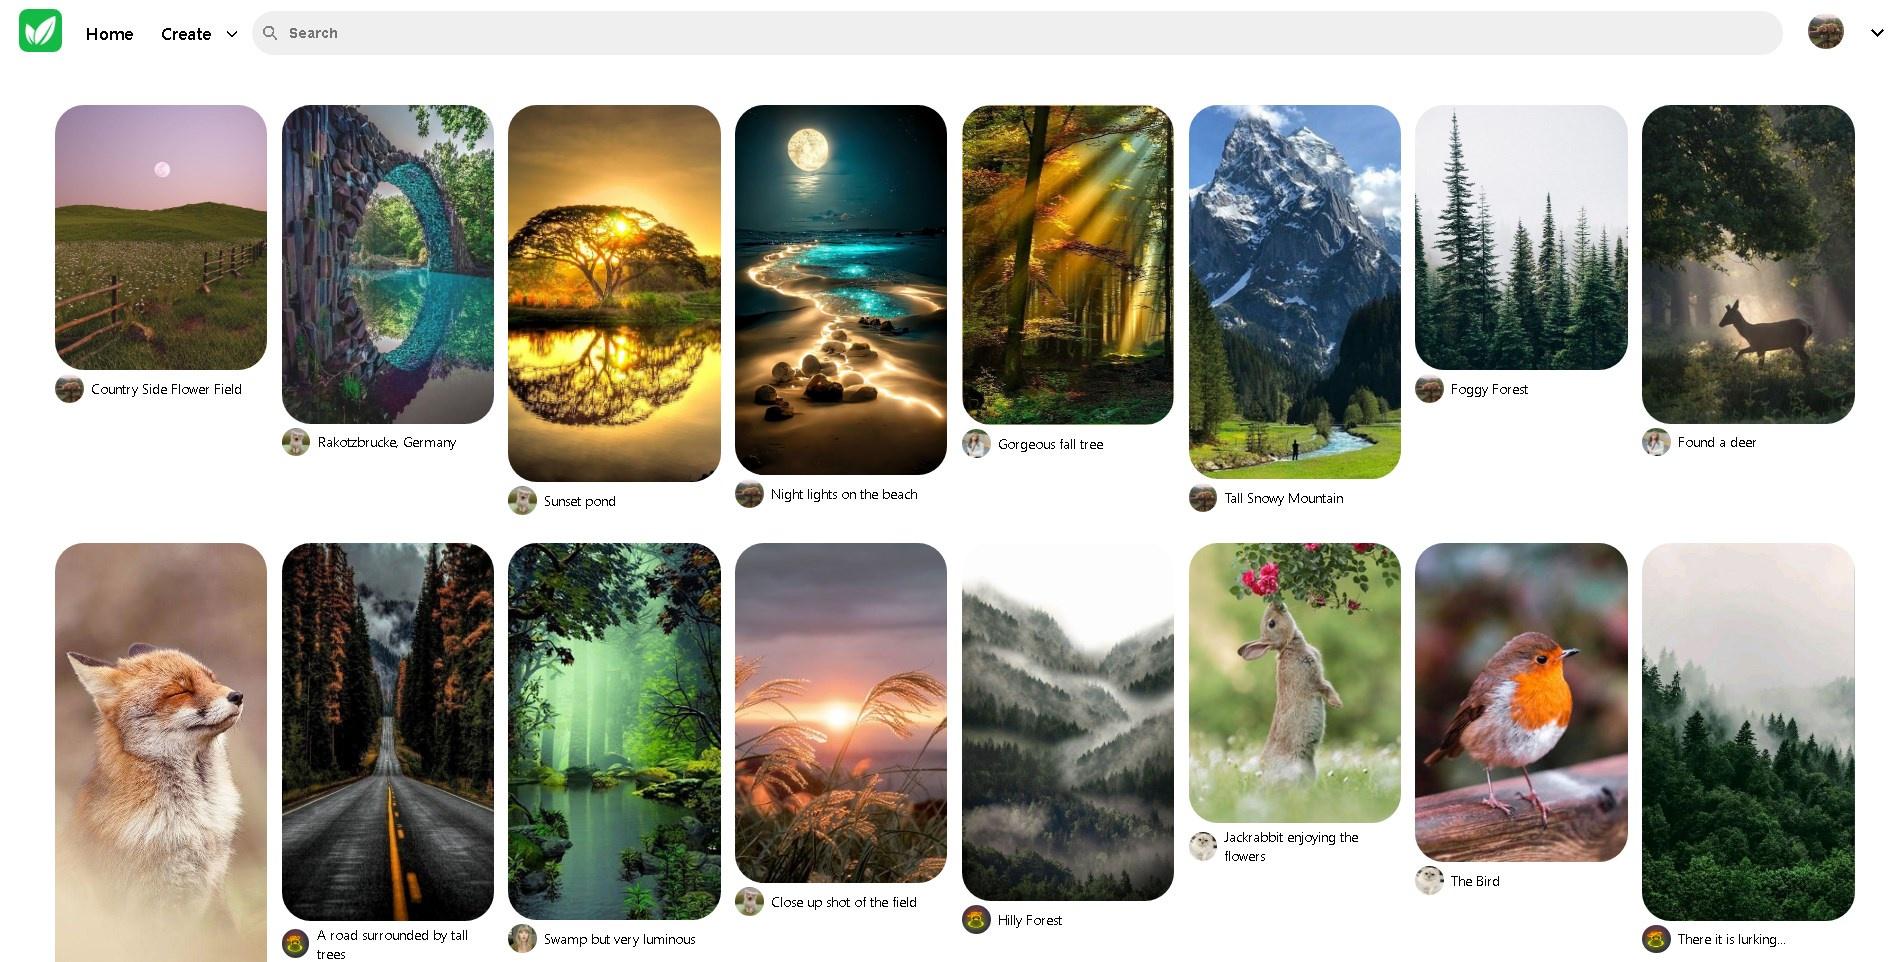 Home
Create
Search
Country Side Flower Field
Rakotzbrucke, Germany
Sunset pond
Night lights on the beach
Gorgeous fall tree
Tall Snowy Mountain
Foggy Forest
Found a deer
A road surrounded by tall
trees
Swamp but very luminous
Close up shot of the field
Hilly Forest
Jackrabbit enjoying the
flowers
The Bird
There it is lurking...